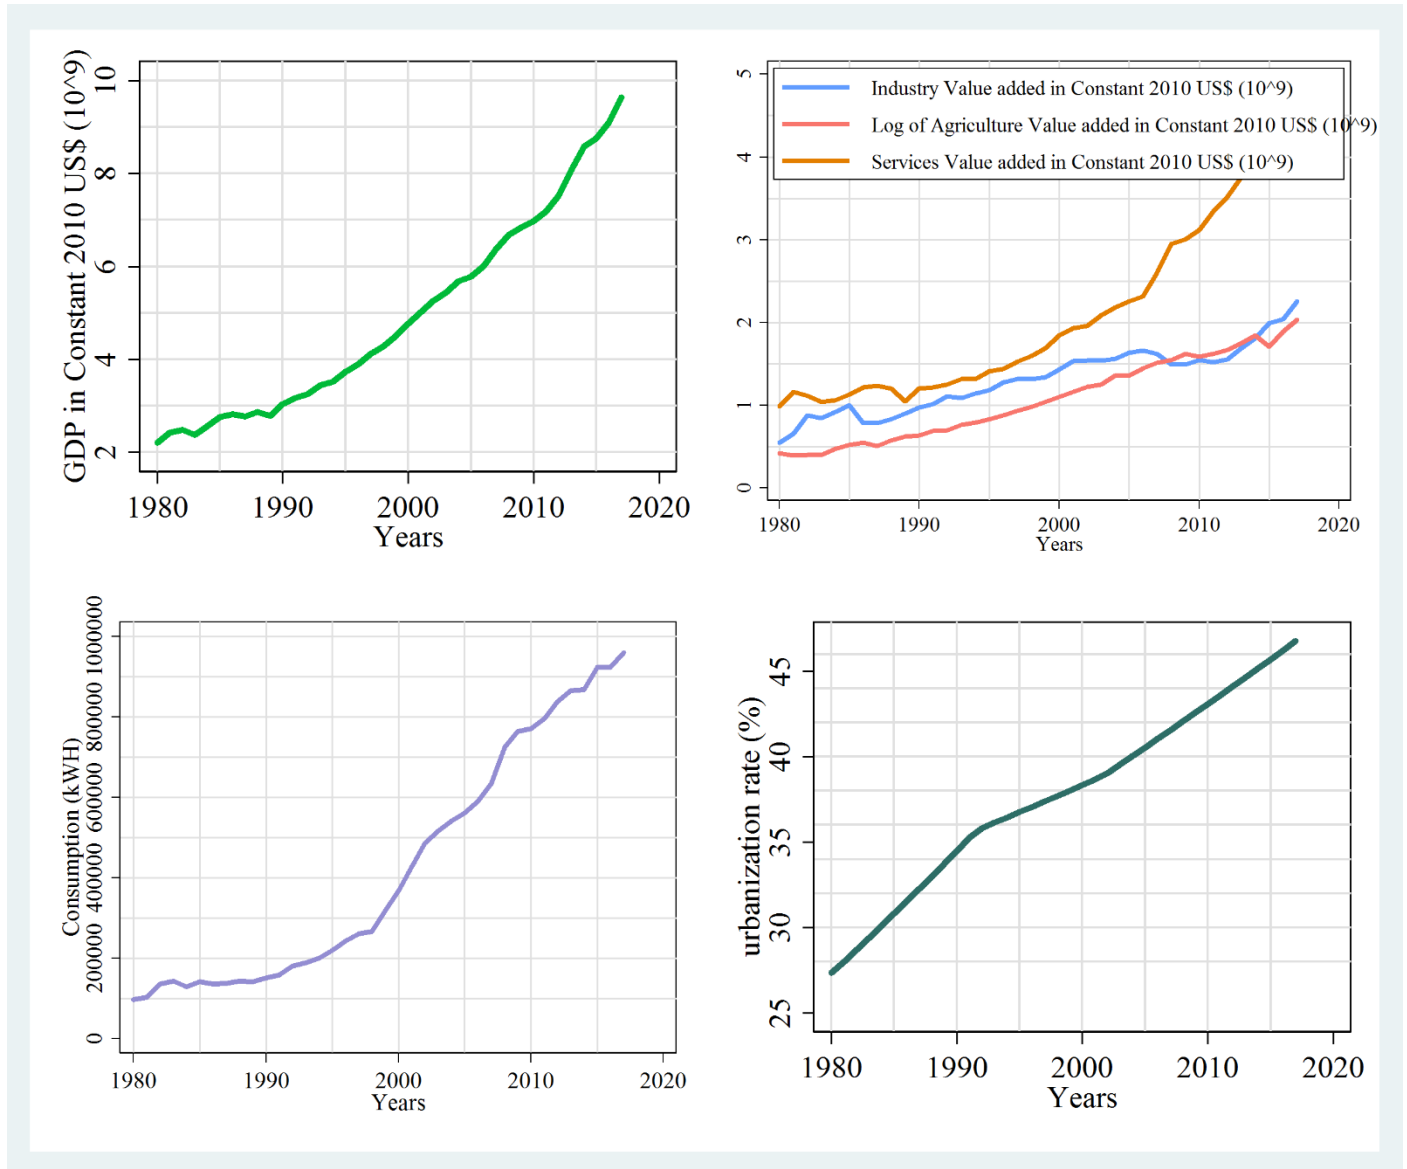 GDP in Constant 2010 US$ (10^9)
10
8
6
4
2
1980 1990 2000 2010 2020
Years
5
4
3
2
1
0
Industry Value added in Constant 2010 US$ (10^9)
Log of Agriculture Value added in Constant 2010 US$ (10^9)
Services Value added in Constant 2010 US$ (10^9)
1980 1990 2000 2010 2020
Years
Consumption (kWH)
1000000
800000
600000
400000
200000
0
1980 1990 2000 2010 2020
Years
urbanization rate (%)
45
40
35
30
25
1980 1990 2000 2010 2020
Years